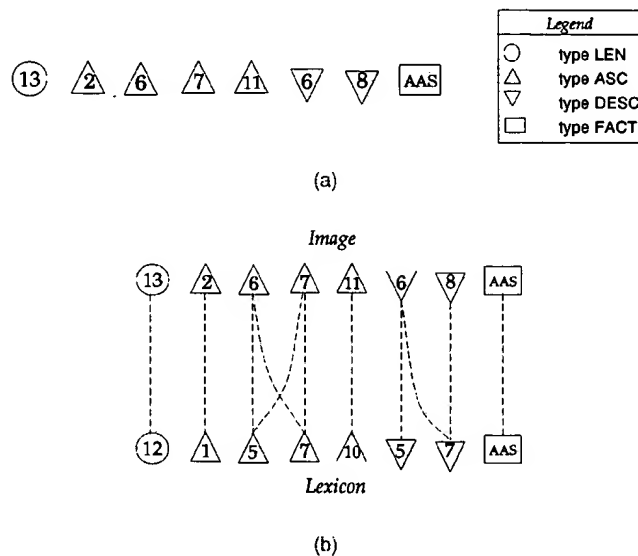 Legend
type LEN
type ASC
type DESC
type FACT
13 2 6 7 11 6 8 AAS
(a)
Image
13 2 6 7 11 6 8 AAS
12 1 5 7 10 5 7 AAS
Lexicon
(b)